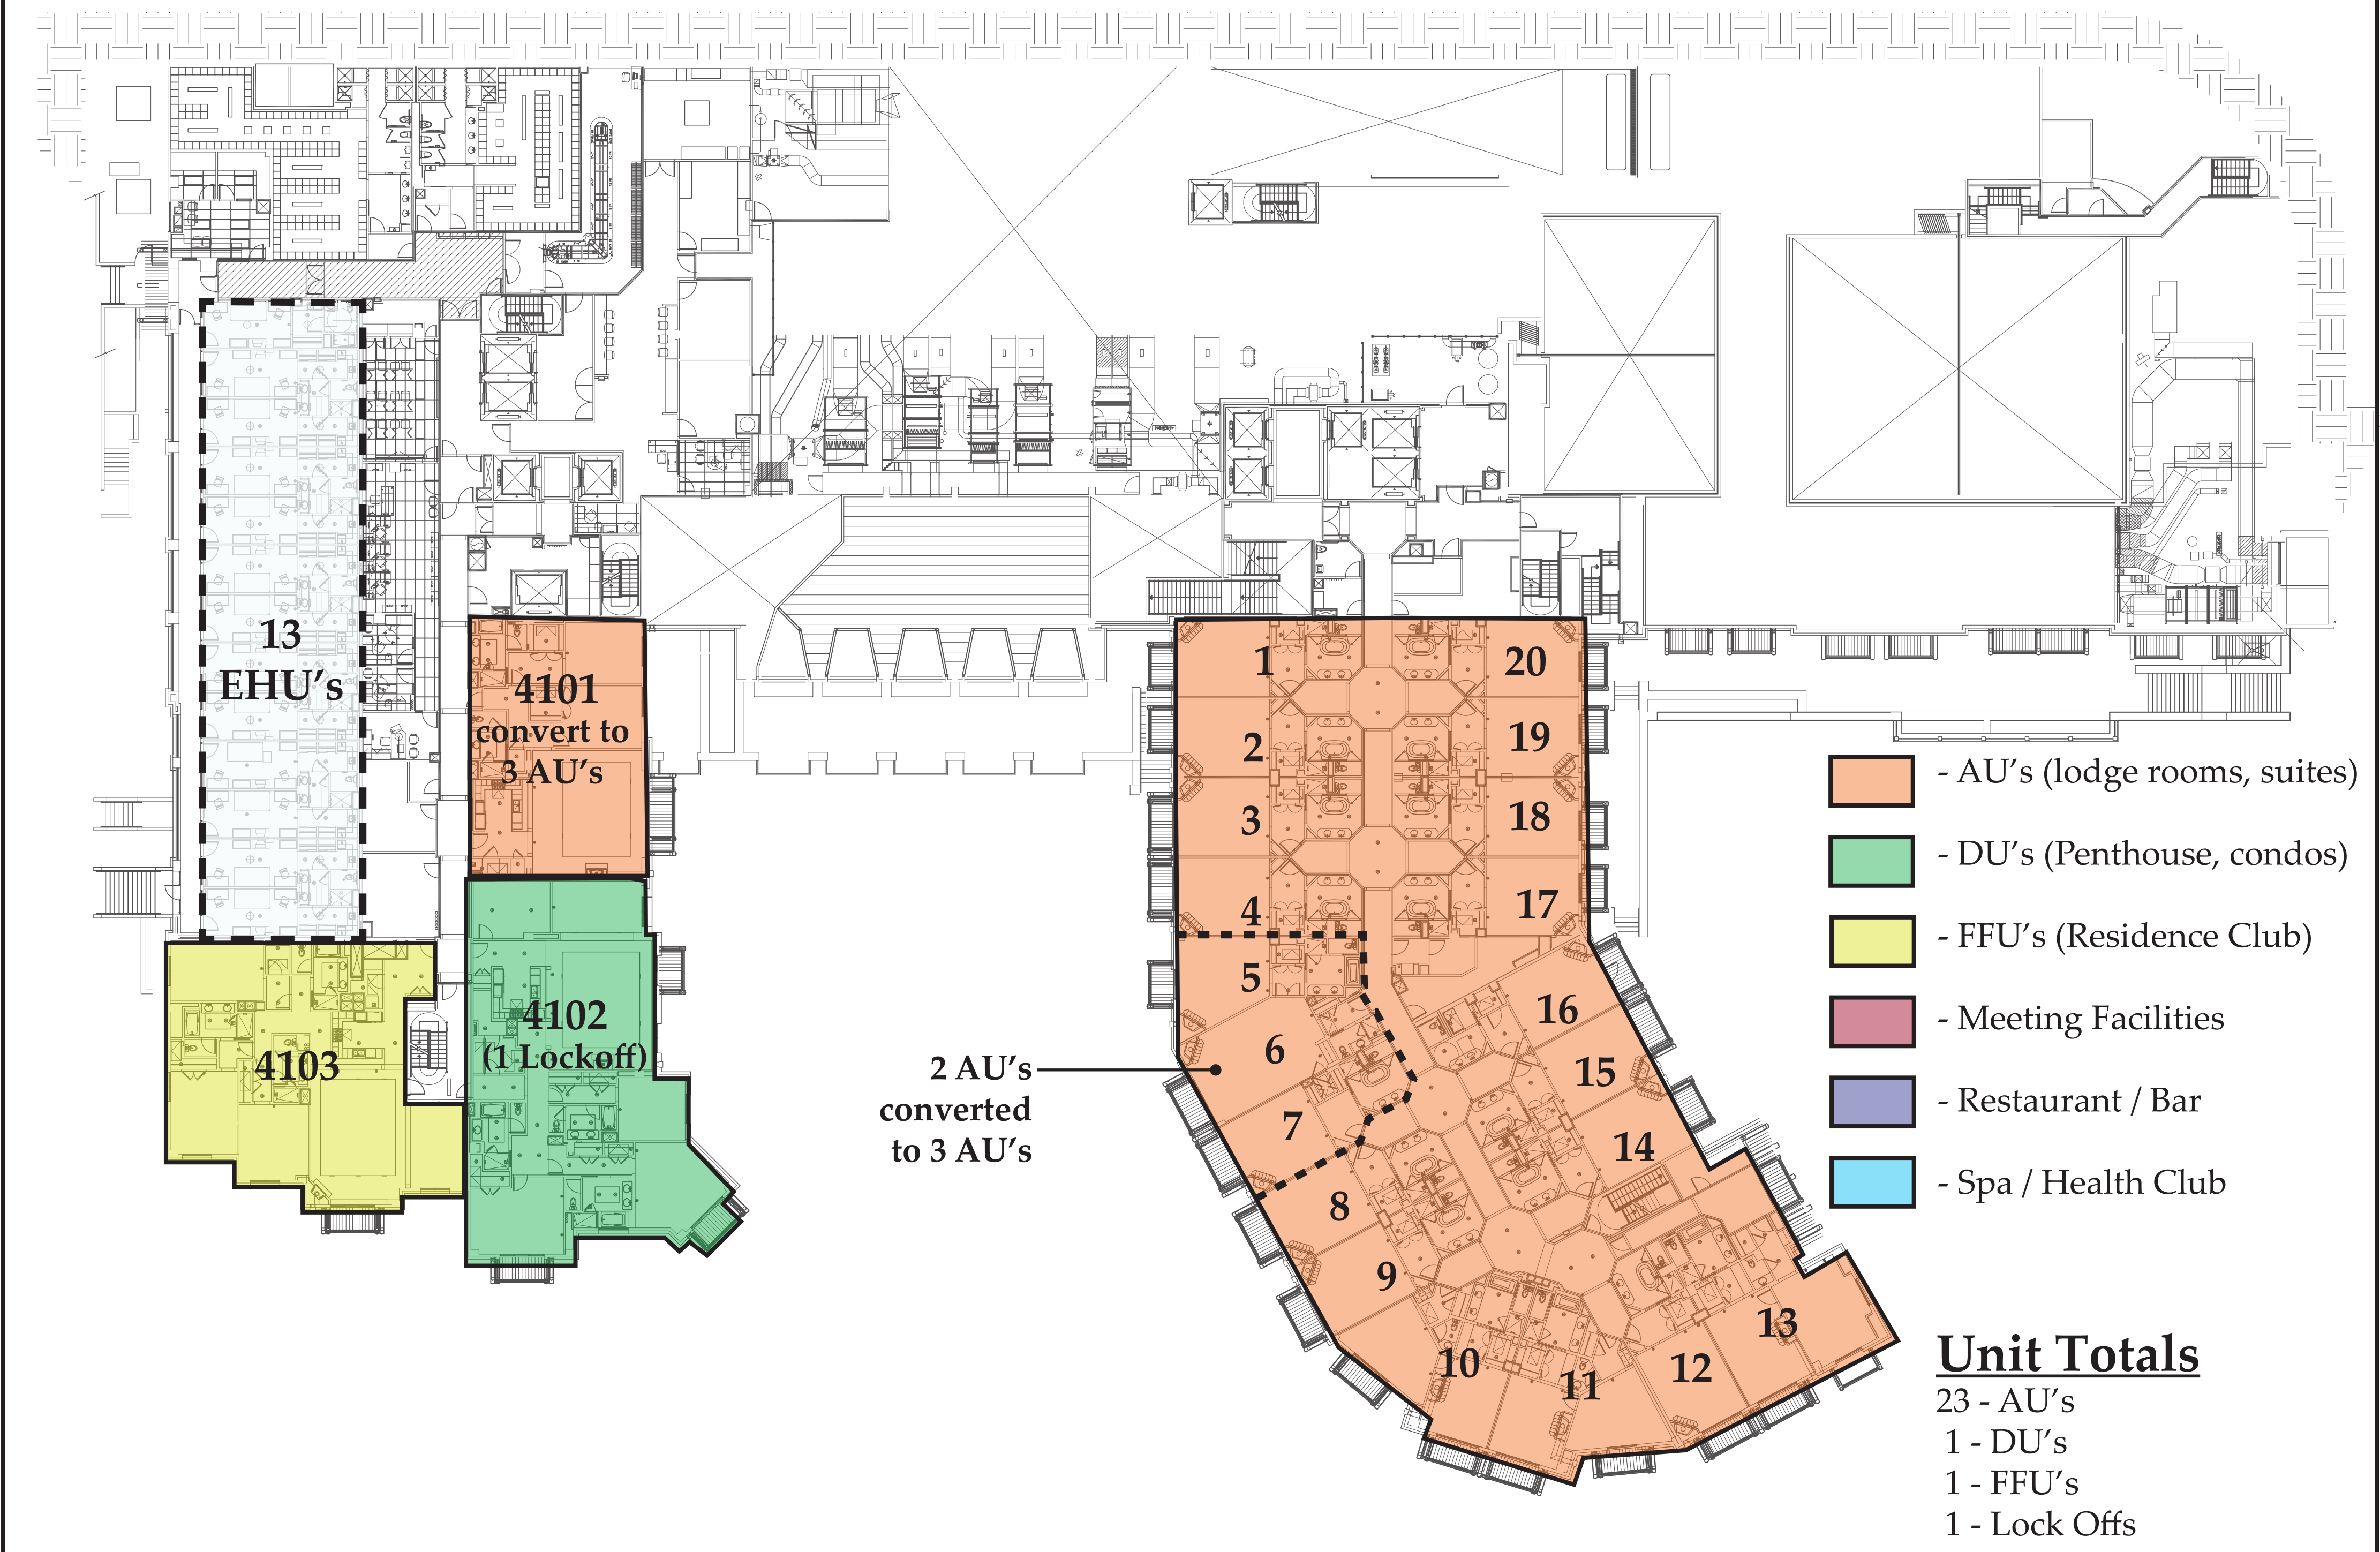 13
EHU's
4101
convert to
3 AU's
4102
(1 Lockoff)
4103
2 AU's
converted
to 3 AU's
1
2
3
4
5
6
7
8
9
10
11
12
13
14
15
16
17
18
19
20
- AU's (lodge rooms, suites)
- DU's (Penthouse, condos)
- FFU's (Residence Club)
- Meeting Facilities
- Restaurant / Bar
- Spa / Health Club
Unit Totals
23 - AU's
1 - DU's
1 - FFU's
1 - Lock Offs